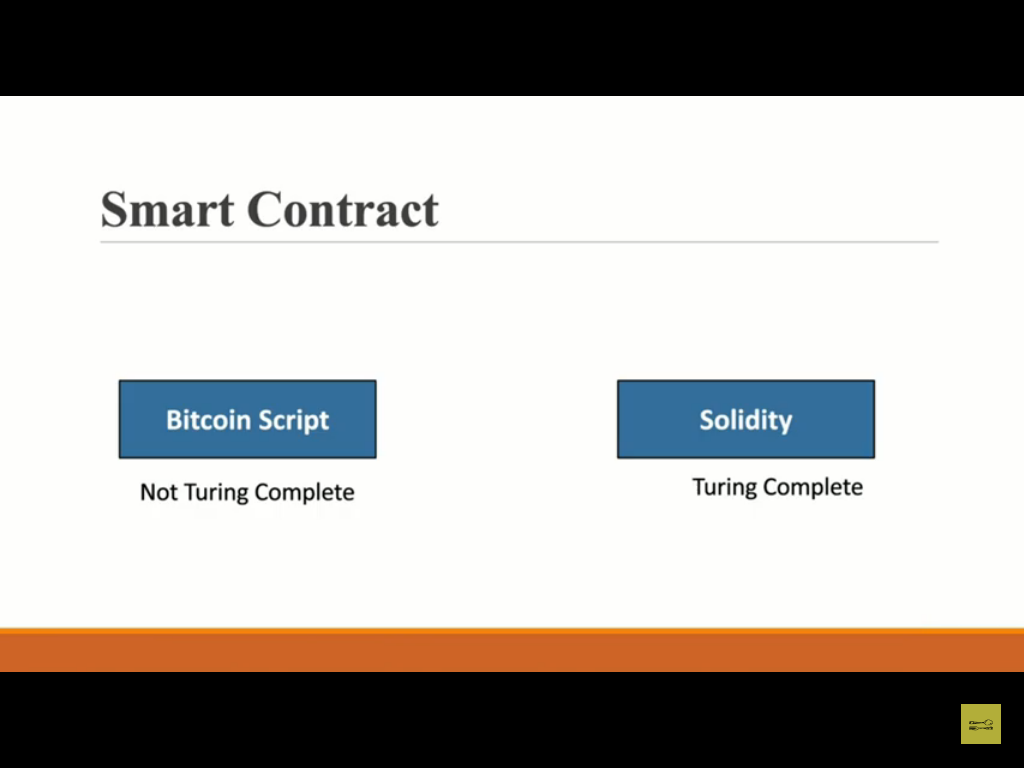 Smart Contract
Bitcoin Script
Solidity
Not Turing Complete
Turing Complete